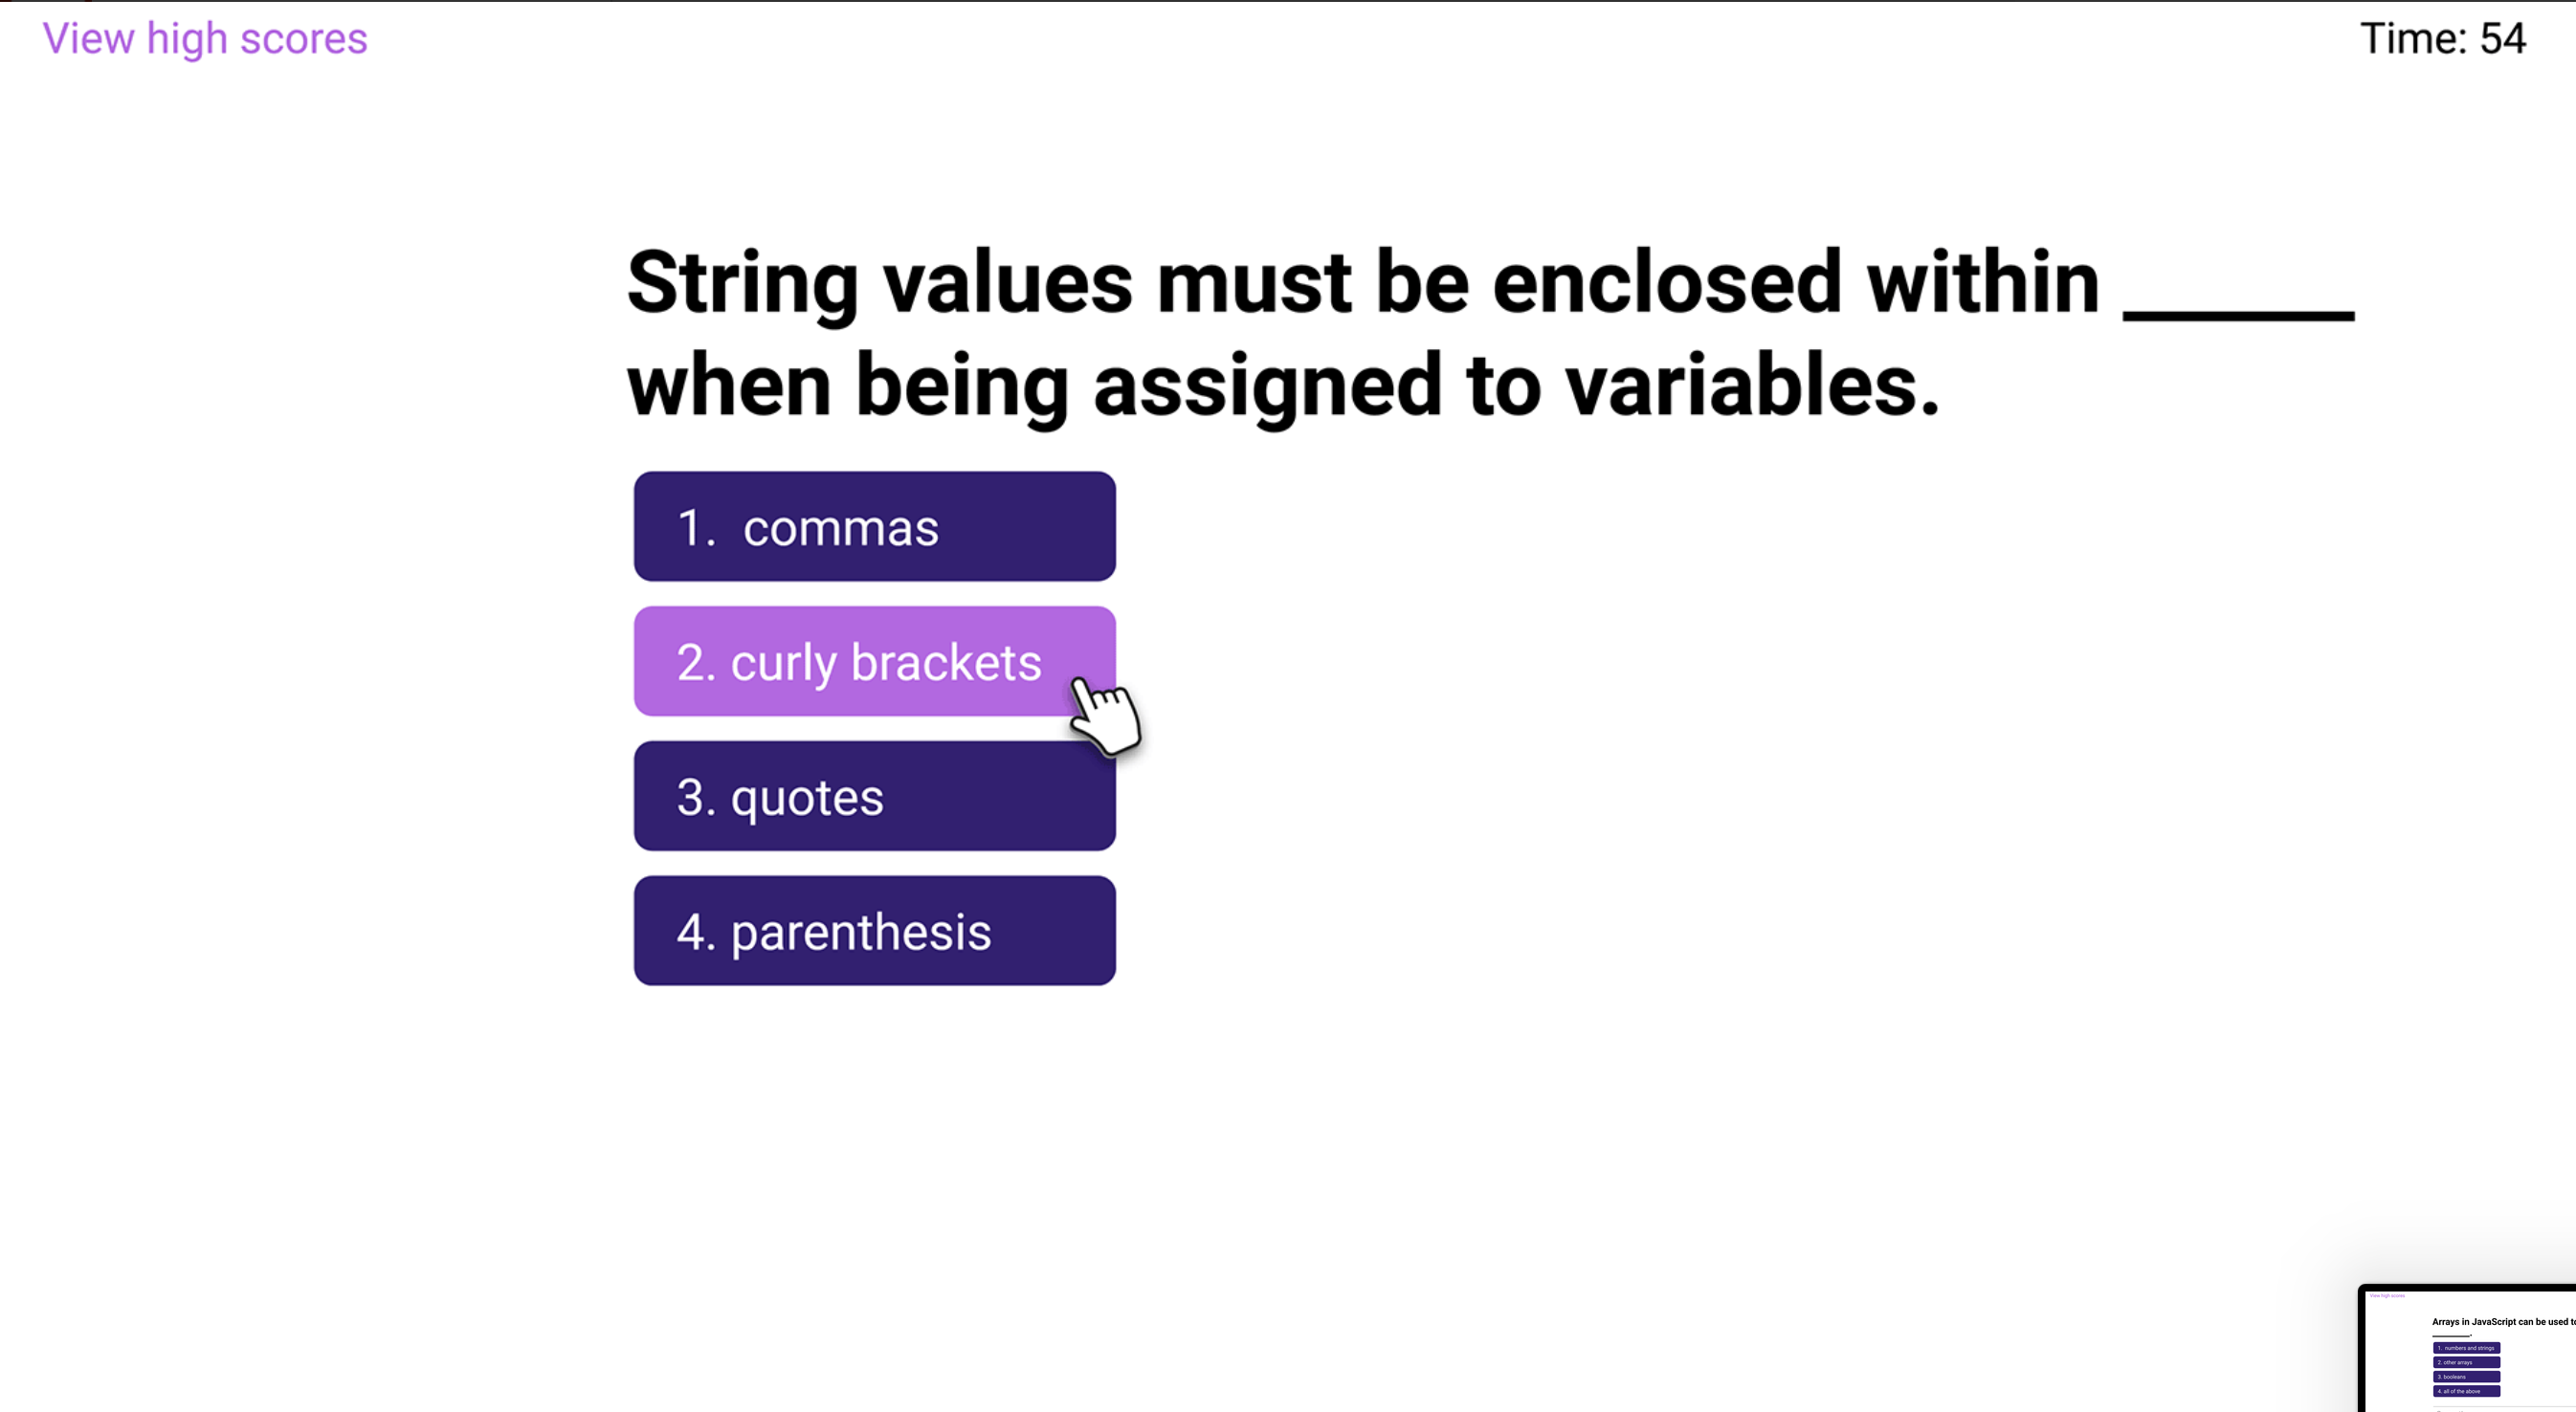 View high scores
Time: 54
String values must be enclosed within ______
when being assigned to variables.
1. commas
2. curly brackets
3. quotes
4. parenthesis
View high scores
Arrays in JavaScript can be used to
______.
1. numbers and strings
2. other arrays
3. booleans
4. all of the above